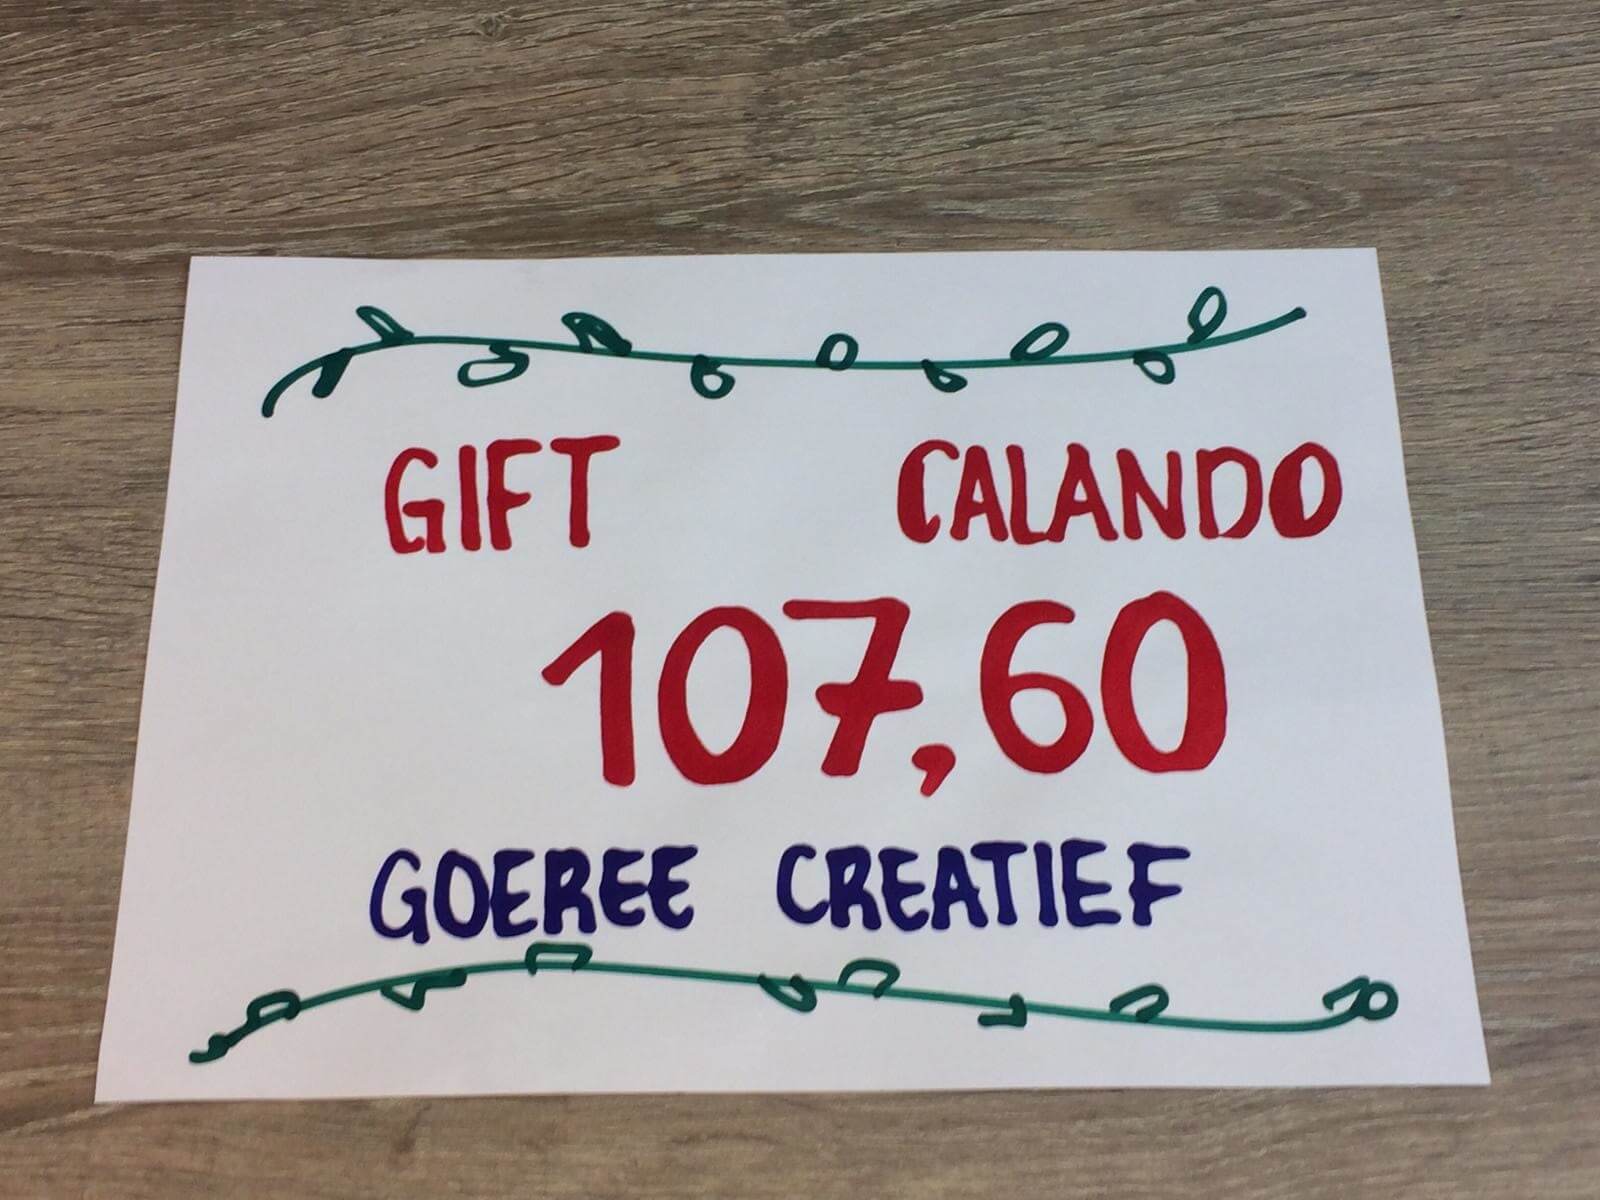 GIFT CALANDO
107,60
GOEREE CREATIEF